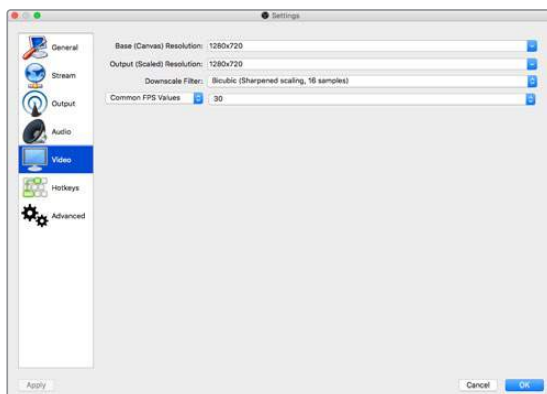 Settings
General
Stream
Output
Audio
Video
Hotkeys
Advanced
Base (Canvas) Resolution: 1280x720
Output (Scaled) Resolution: 1280x720
Downscale Filter: Bicubic (Sharpened scaling, 16 samples)
Common FPS Values 30
Apply
Cancel
OK